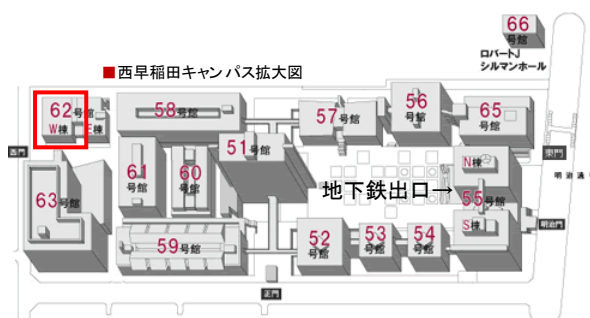 66
号館
ロバートJ
シルマンホール
■西早稲田キャンパス拡大図
62号館
W棟 E棟
58号館
57号館
56
号館
65
号館
51号館
西門
61
号館
60
号館
N棟
東門
地下鉄出口→
55号館
明治通り
63号館
S棟
明治門
59号館
52
号館
53
号館
54
号館
正門